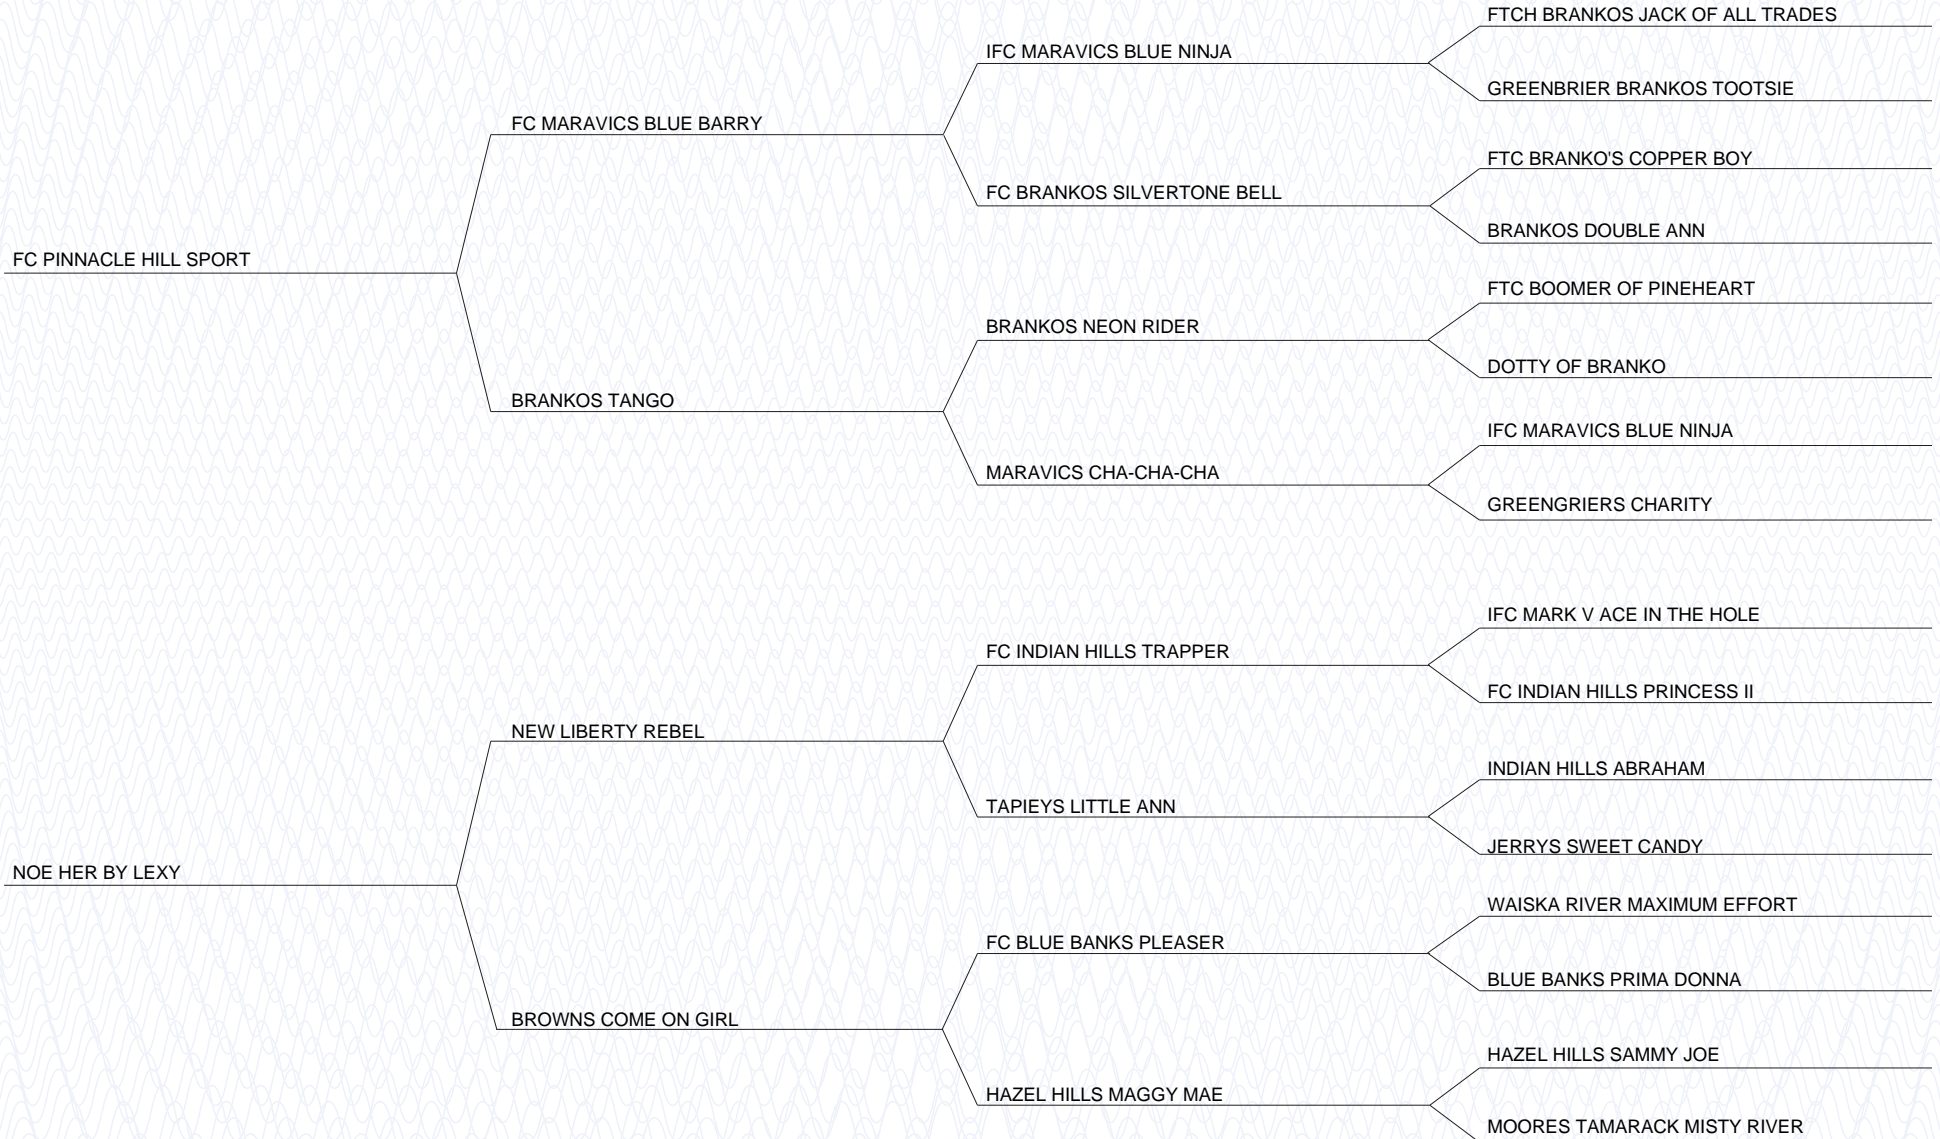 FTCH BRANKOS JACK OF ALL TRADES
IFC MARAVICS BLUE NINJA
GREENBRIER BRANKOS TOOTSIE
FC MARAVICS BLUE BARRY
FTC BRANKO'S COPPER BOY
FC BRANKOS SILVERTONE BELL
BRANKOS DOUBLE ANN
FC PINNACLE HILL SPORT
FTC BOOMER OF PINEHEART
BRANKOS NEON RIDER
DOTTY OF BRANKO
BRANKOS TANGO
IFC MARAVICS BLUE NINJA
MARAVICS CHA-CHA-CHA
GREENGRIERS CHARITY
IFC MARK V ACE IN THE HOLE
FC INDIAN HILLS TRAPPER
FC INDIAN HILLS PRINCESS II
NEW LIBERTY REBEL
INDIAN HILLS ABRAHAM
TAPIEYS LITTLE ANN
JERRYS SWEET CANDY
NOE HER BY LEXY
WAISKA RIVER MAXIMUM EFFORT
FC BLUE BANKS PLEASER
BLUE BANKS PRIMA DONNA
BROWNS COME ON GIRL
HAZEL HILLS SAMMY JOE
HAZEL HILLS MAGGY MAE
MOORES TAMARACK MISTY RIVER